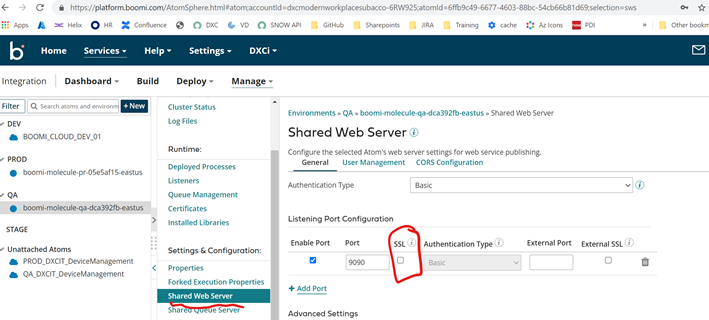 https://platform.boomi.com/AtomSphere.html#atom;accountId=dxcmodernworkplacesubacco-6RW925;atomId=6ffb9c49-6677-4603-88bc-54cb66b81d69;selection=sws
GitHub
HPX
Confluence
DXC
SNOW API
Github
Sharepoints
JIRA
Training
ctek
Az Icons
PDI
»
Other bookm
b
Home
Services
Help
Settings
DXCi
Integration
Dashboard
Build
Deploy
Manage
Filter
Search atoms and environm
+ New
DEV
BOOMI_CLOUD_DEV_01
PROD
boomi-molecule-pr-05e5af15-eastus
QA
boomi-molecule-qa-dca392fb-eastus
STAGE
Unattached Atoms
PROD_DXCIT_DeviceManagement
QA_DXCIT_DeviceManagement
Cluster Status
Log Files
Runtime:
Deployed Processes
Listeners
Queue Management
Certificates
Installed Libraries
Settings & Configuration:
Properties
Forked Execution Properties
Shared Web Server
Shared Queue Server
Environments » QA » boomi-molecule-qa-dca392fb-eastus » Shared Web Server
Shared Web Server
Configure the selected Atom's web server settings for web service publishing.
General
User Management
CORS Configuration
Authentication Type
Basic
Listening Port Configuration
Enable Port
Port
SSL
Authentication Type
External Port
External SSL
9090
Basic
+ Add Port
Advanced Settings